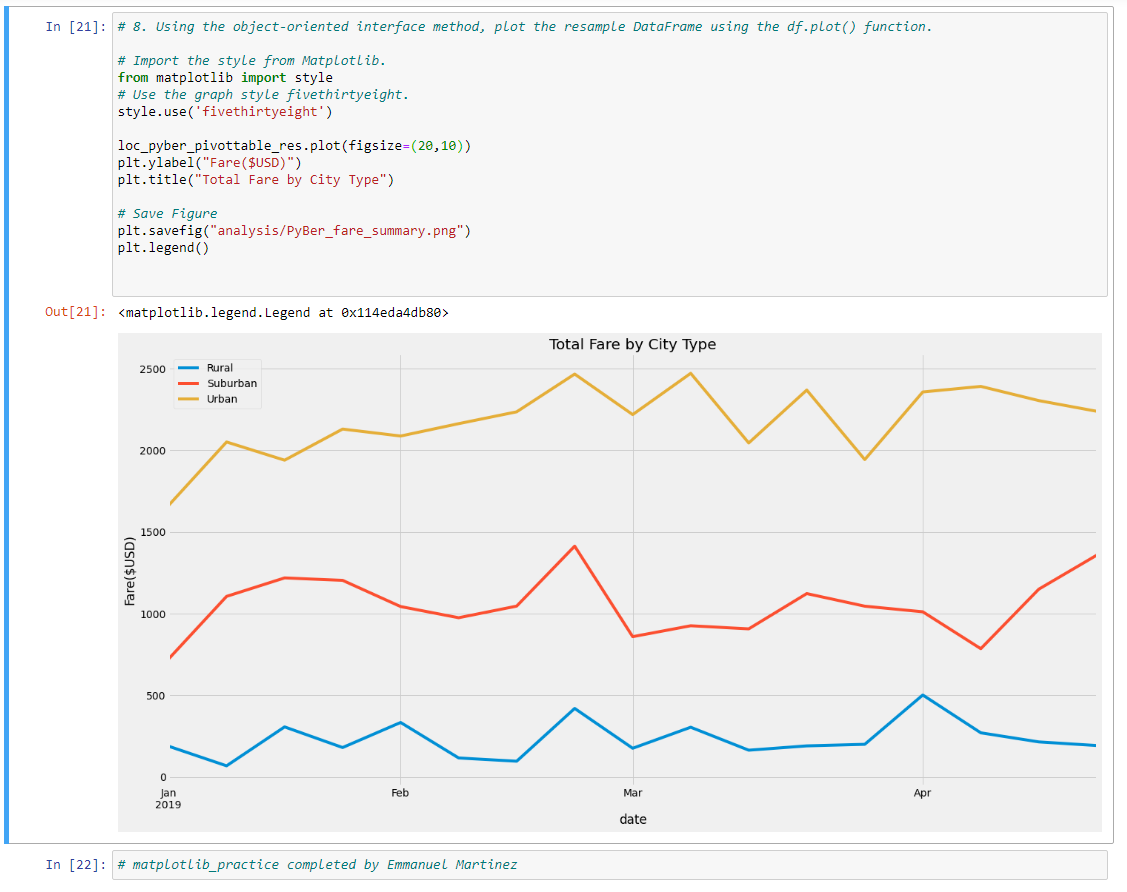 In [21]:
# 8. Using the object-oriented interface method, plot the resample DataFrame using the df.plot() function.
# Import the style from Matplotlib.
from matplotlib import style
# Use the graph style fivethirtyeight.
style.use('fivethirtyeight')
loc_pyber_pivottable_res.plot(figsize=(20,10))
plt.ylabel("Fare($USD)")
plt.title("Total Fare by City Type")
# Save Figure
plt.savefig("analysis/PyBer_fare_summary.png")
plt.legend()
Out[21]:
<matplotlib.legend.Legend at 0x114eda4db80>
Total Fare by City Type
Rural
Suburban
Urban
2500
2000
1500
1000
500
0
Fare($USD)
Jan
2019
Feb
Mar
Apr
date
In [22]:
# matplotlib_practice completed by Emmanuel Martinez